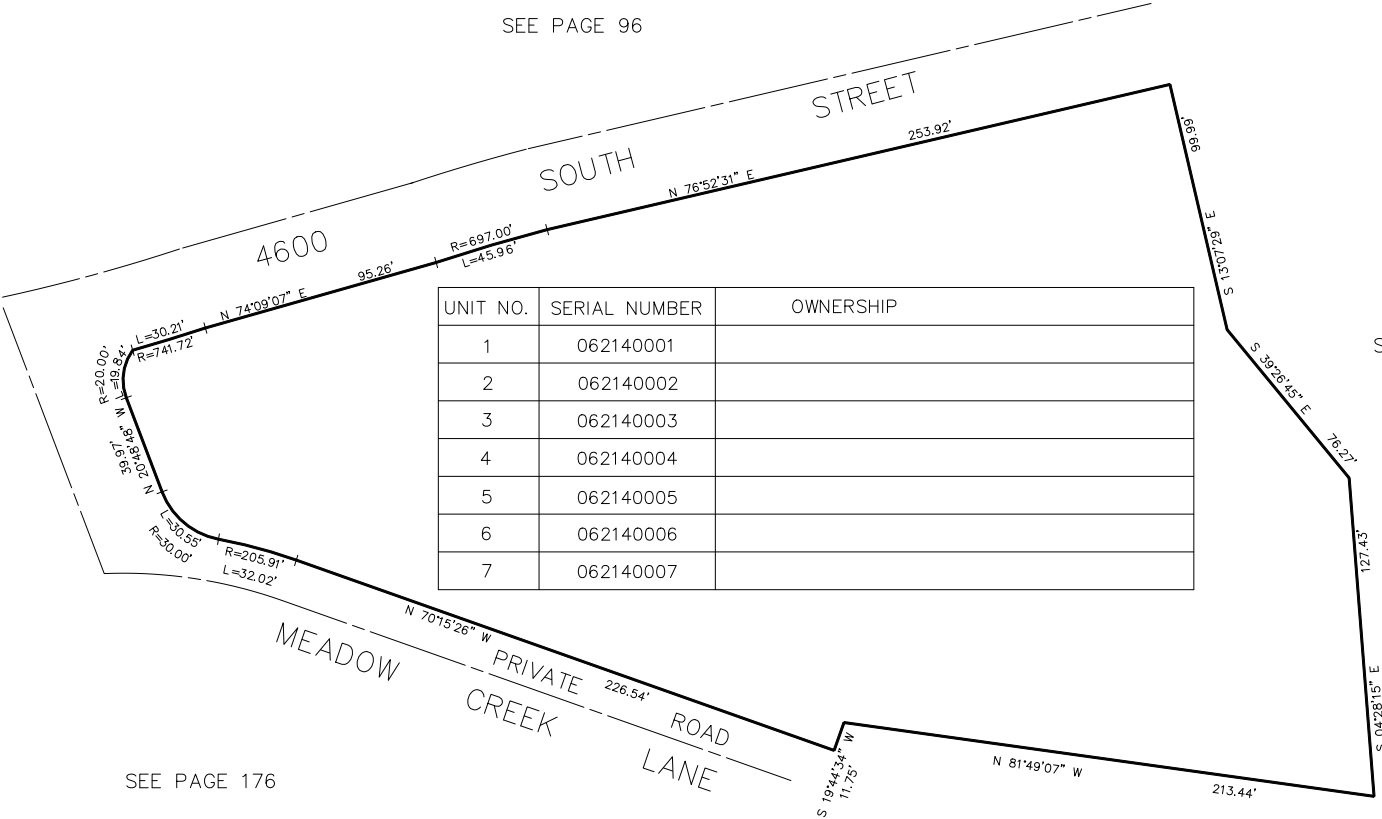 SEE PAGE 96
4600 SOUTH STREET
253.92'
N 76°52'31" E
99.99'
S 13°07'29" E
R=697.00'
L=45.96'
95.26'
N 74°09'07" E
L=30.21'
R=741.72'
R=20.00'
L=19.84'
N 20°48'48" W
39.97'
L=30.55'
R=30.00'
R=205.91'
L=32.02'
UNIT NO. SERIAL NUMBER OWNERSHIP
1 062140001
2 062140002
3 062140003
4 062140004
5 062140005
6 062140006
7 062140007
S 39°26'45" E
76.27'
127.43'
S 04°28'15" E
N 70°15'26" W
226.54'
PRIVATE ROAD
MEADOW CREEK LANE
S 19°44'34" W
11.75'
N 81°49'07" W
213.44'
SEE PAGE 176